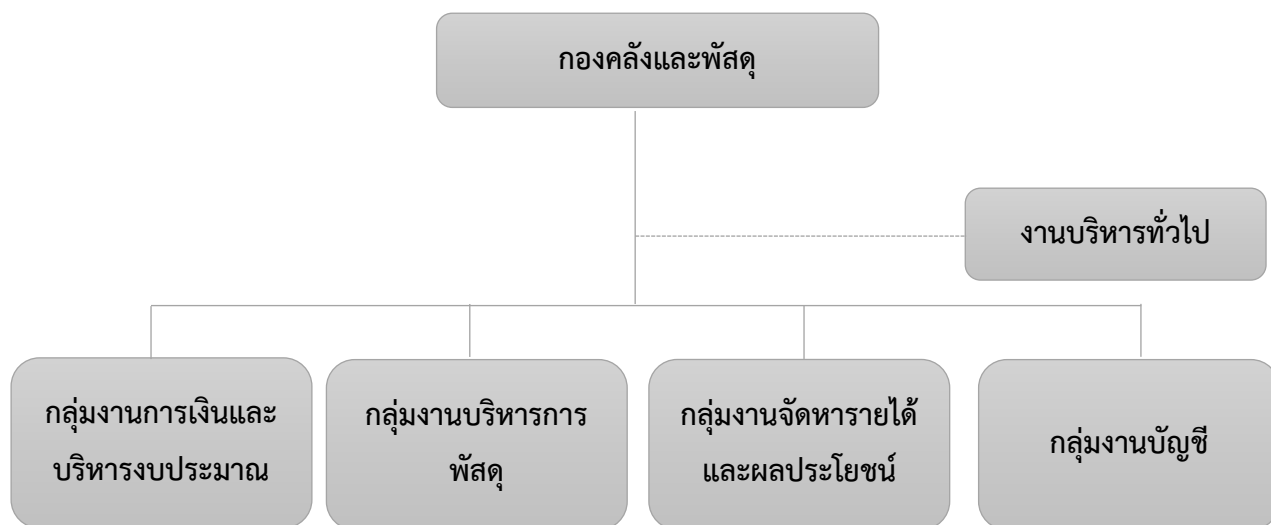 กองคลังและพัสดุ
งานบริหารทั่วไป
กลุ่มงานการเงินและ
บริหารงบประมาณ
กลุ่มงานบริหารการ
พัสดุ
กลุ่มงานจัดหารายได้
และผลประโยชน์
กลุ่มงานบัญชี